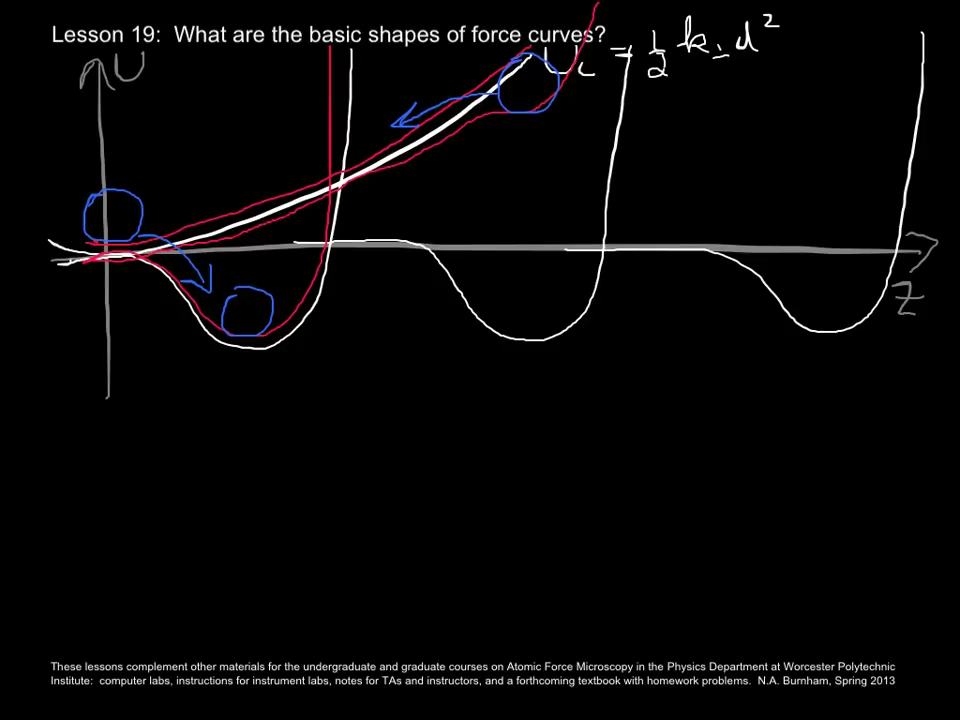 Lesson 19:  What are the basic shapes of force curves?
U
U_c = 1/2 k_c d²
Z
These lessons complement other materials for the undergraduate and graduate courses on Atomic Force Microscopy in the Physics Department at Worcester Polytechnic
Institute:  computer labs, instructions for instrument labs, notes for TAs and instructors, and a forthcoming textbook with homework problems.  N.A. Burnham, Spring 2013